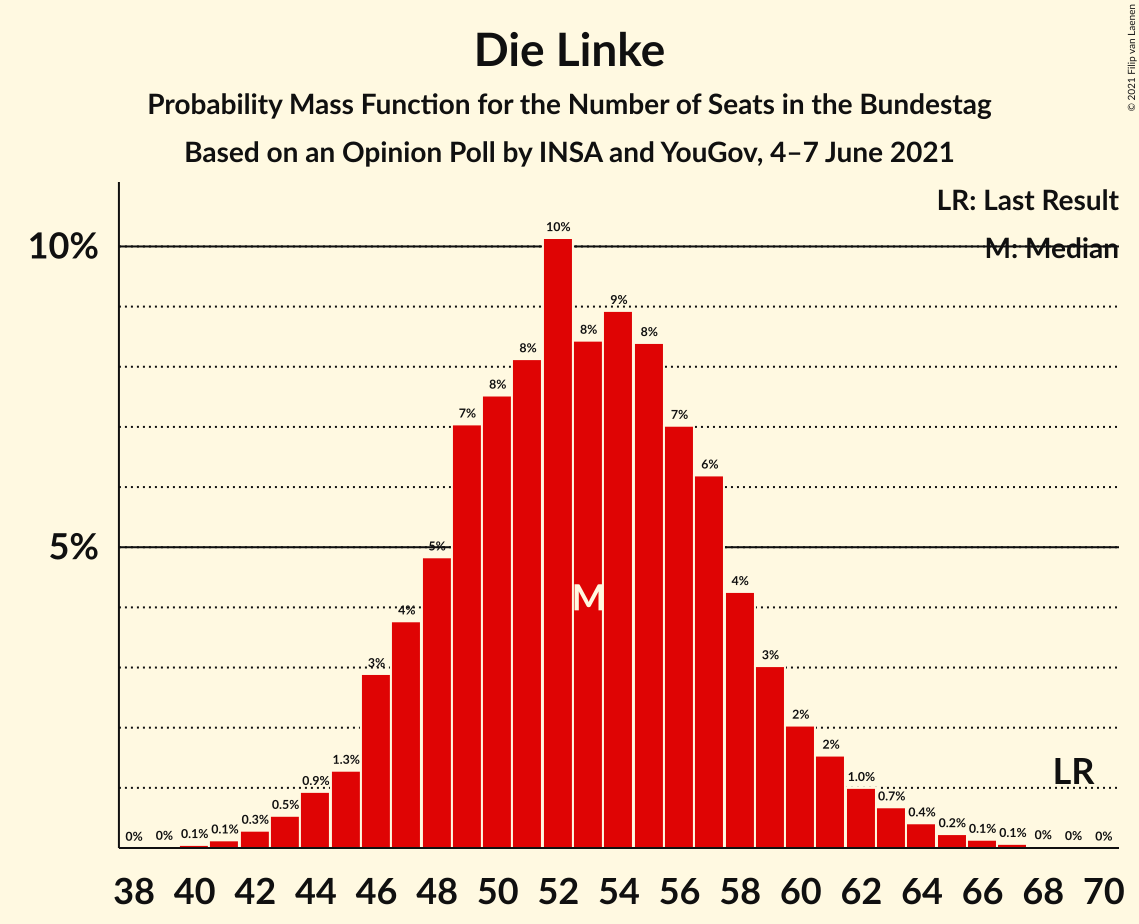 © 2021 Filip van Laenen
Die Linke
Probability Mass Function for the Number of Seats in the Bundestag
Based on an Opinion Poll by INSA and YouGov, 4–7 June 2021
LR: Last Result
M: Median
10%
5%
0% 0% 0.1% 0.1% 0.3% 0.5% 0.9% 1.3% 3% 4% 5% 7% 8% 8% 10% 8% 9% 8% 7% 6% 4% 3% 2% 2% 1.0% 0.7% 0.4% 0.2% 0.1% 0.1% 0% 0% 0%
M
LR
38 40 42 44 46 48 50 52 54 56 58 60 62 64 66 68 70